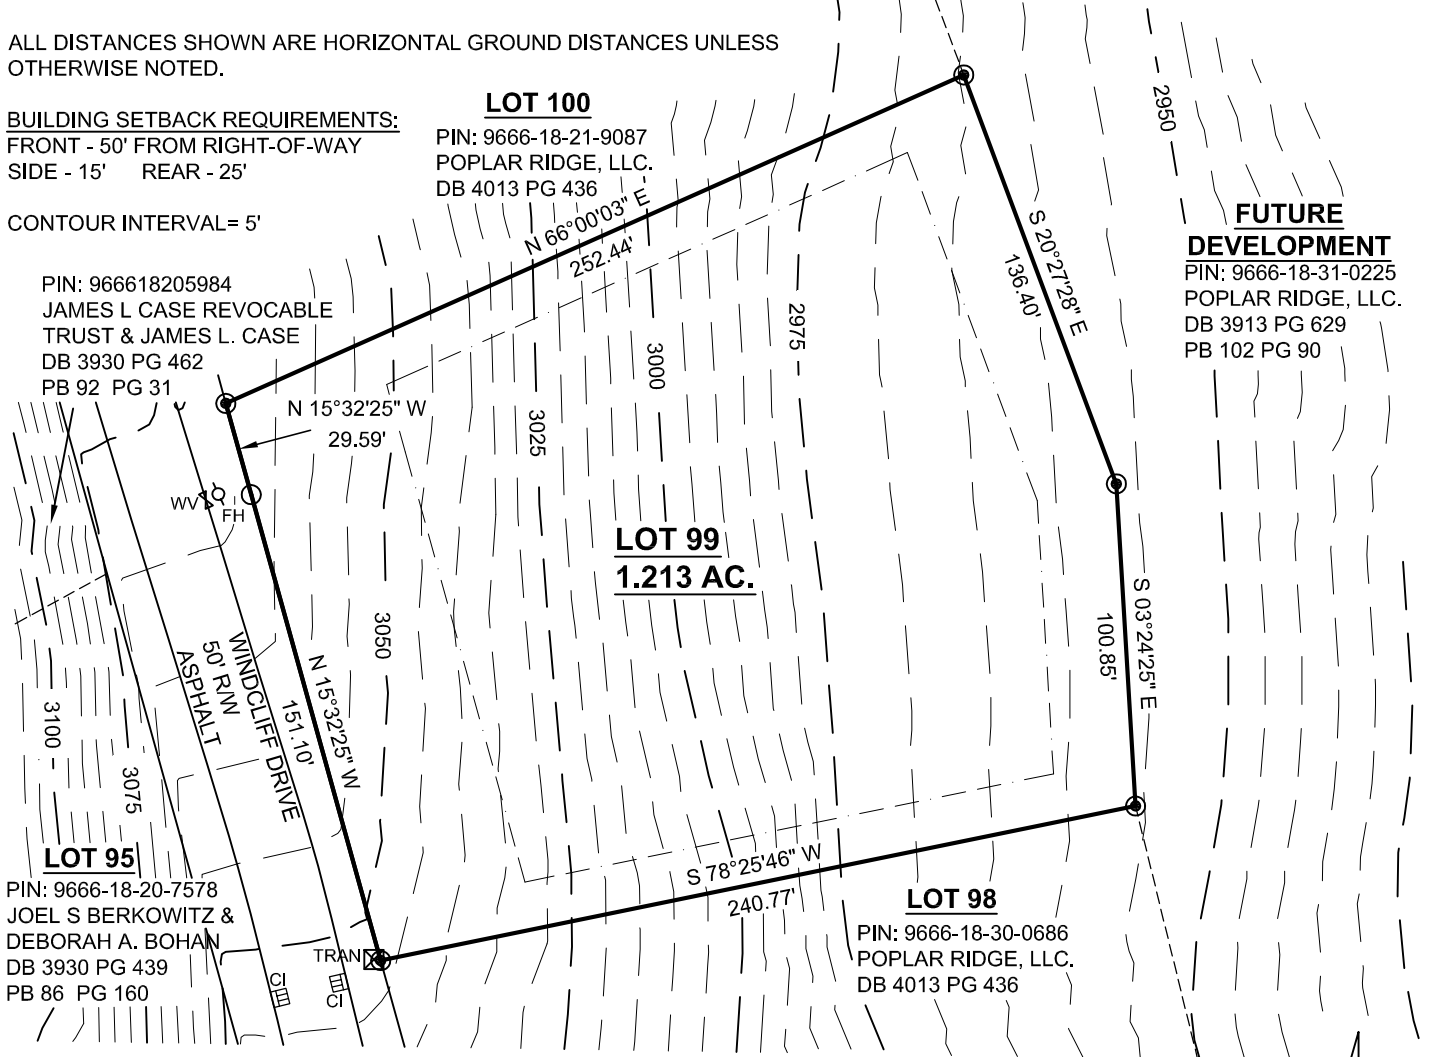 ALL DISTANCES SHOWN ARE HORIZONTAL GROUND DISTANCES UNLESS
OTHERWISE NOTED.
BUILDING SETBACK REQUIREMENTS:
FRONT - 50' FROM RIGHT-OF-WAY
SIDE - 15' REAR - 25'
CONTOUR INTERVAL= 5'
LOT 100
PIN: 9666-18-21-9087
POPLAR RIDGE, LLC.
DB 4013 PG 436
PIN: 966618205984
JAMES L CASE REVOCABLE
TRUST & JAMES L. CASE
DB 3930 PG 462
PB 92 PG 31
N 66°00'03" E
252.44'
S 20°27'28" E
136.40'
2950
FUTURE
DEVELOPMENT
PIN: 9666-18-31-0225
POPLAR RIDGE, LLC.
DB 3913 PG 629
PB 102 PG 90
2975
3000
3025
N 15°32'25" W
29.59'
WV
FH
LOT 99
1.213 AC.
3050
S 03°24'25" E
100.85'
WINDCLIFF DRIVE
50' R/W
ASPHALT
N 15°32'25" W
151.10'
3100
3075
LOT 95
PIN: 9666-18-20-7578
JOEL S BERKOWITZ &
DEBORAH A. BOHAN
DB 3930 PG 439
PB 86 PG 160
TRAN
CI
CI
S 78°25'46" W
240.77'
LOT 98
PIN: 9666-18-30-0686
POPLAR RIDGE, LLC.
DB 4013 PG 436